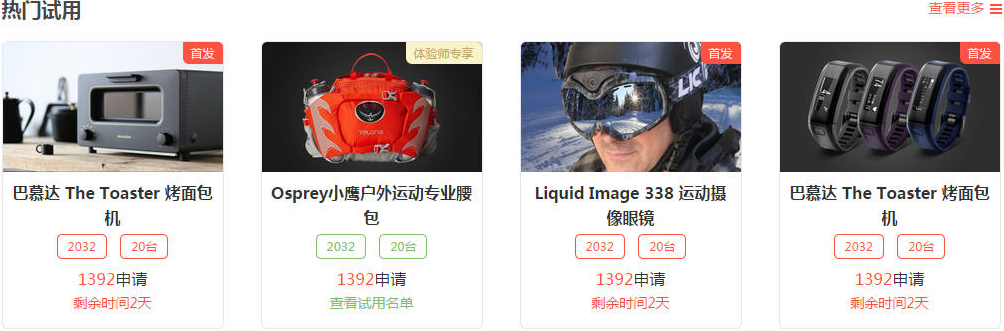 热门试用
查看更多
首发
体验师专享
首发
首发
TALON6
LIQ
巴慕达 The Toaster 烤面包
机
2032 20台
1392申请
剩余时间2天
Osprey小鹰户外运动专业腰
包
2032 20台
1392申请
查看试用名单
Liquid Image 338 运动摄
像眼镜
2032 20台
1392申请
剩余时间2天
巴慕达 The Toaster 烤面包
机
2032 20台
1392申请
剩余时间2天